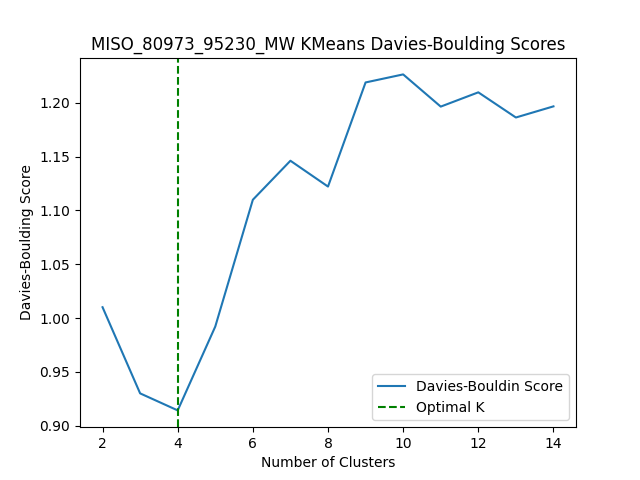 MISO_80973_95230_MW KMeans Davies-Boulding Scores
Davies-Boulding Score
1.20
1.15
1.10
1.05
1.00
0.95
0.90
2 4 6 8 10 12 14
Number of Clusters
Davies-Bouldin Score
Optimal K